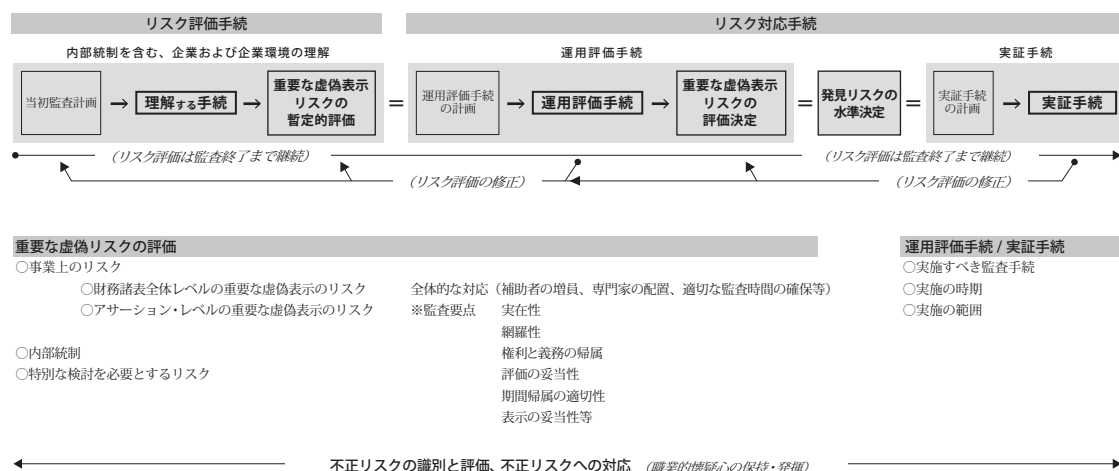 リスク評価手続
リスク対応手続
内部統制を含む、企業および企業環境の理解
運用評価手続
実証手続
当初監査計画
理解する手続
重要な虚偽表示
リスクの
暫定的評価
運用評価手続
の計画
運用評価手続
重要な虚偽表示
リスクの
評価決定
発見リスクの
水準決定
実証手続
の計画
実証手続
(リスク評価は監査終了まで継続)
(リスク評価は監査終了まで継続)
(リスク評価の修正)
(リスク評価の修正)
重要な虚偽リスクの評価
○事業上のリスク
○財務諸表全体レベルの重要な虚偽表示のリスク 全体的な対応(補助者の増員、専門家の配置、適切な監査時間の確保等)
○アサーション・レベルの重要な虚偽表示のリスク ※監査要点 実在性
網羅性
○内部統制 権利と義務の帰属
○特別な検討を必要とするリスク 評価の妥当性
期間帰属の適切性
表示の妥当性等
運用評価手続 / 実証手続
○実施すべき監査手続
○実施の時期
○実施の範囲
不正リスクの識別と評価、不正リスクへの対応 (職業的懐疑心の保持・発揮)